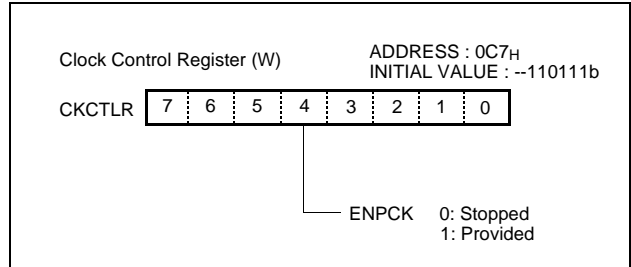 Clock Control Register (W)
ADDRESS : 0C7H
INITIAL VALUE : --110111b
CKCTLR 7 6 5 4 3 2 1 0
ENPCK 0: Stopped
1: Provided